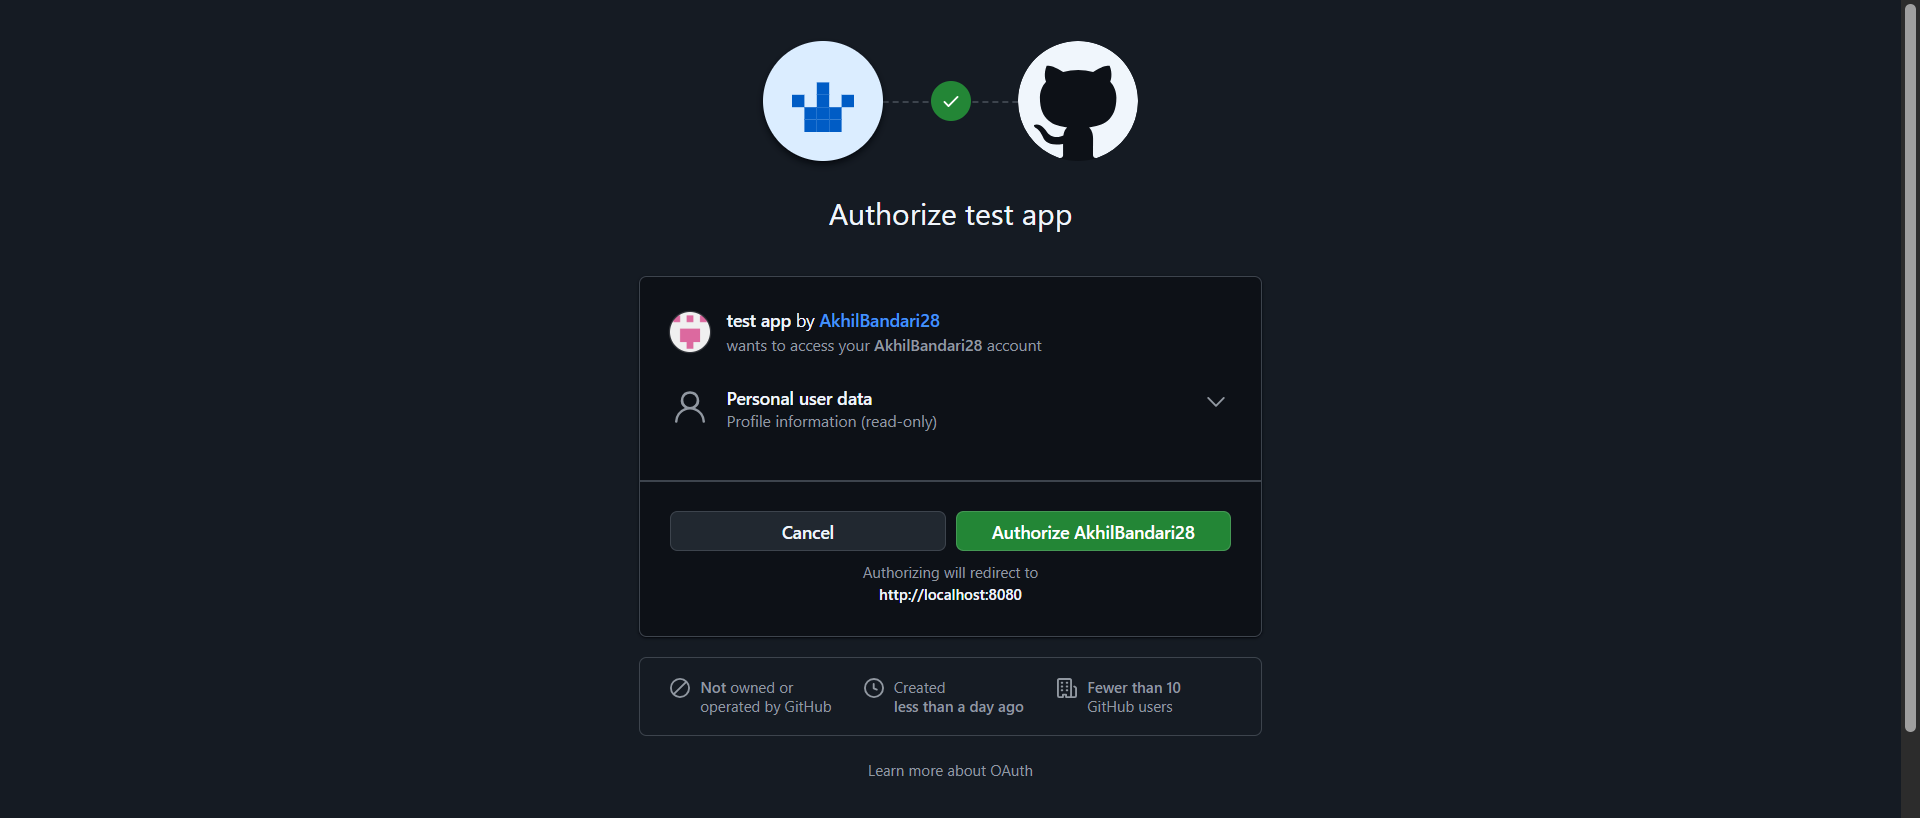 Authorize test app
test app by AkhilBandari28
wants to access your AkhilBandari28 account
Personal user data
Profile information (read-only)
Cancel
Authorize AkhilBandari28
Authorizing will redirect to
http://localhost:8080
Not owned or
operated by GitHub
Created
less than a day ago
Fewer than 10
GitHub users
Learn more about OAuth